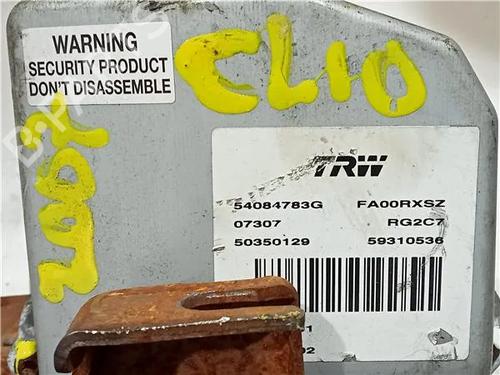 WARNING
SECURITY PRODUCT
DON'T DISASSEMBLE
CLIO
2007
TRW
54084783G FA00RXSZ
07307 RG2C7
50350129 59310536